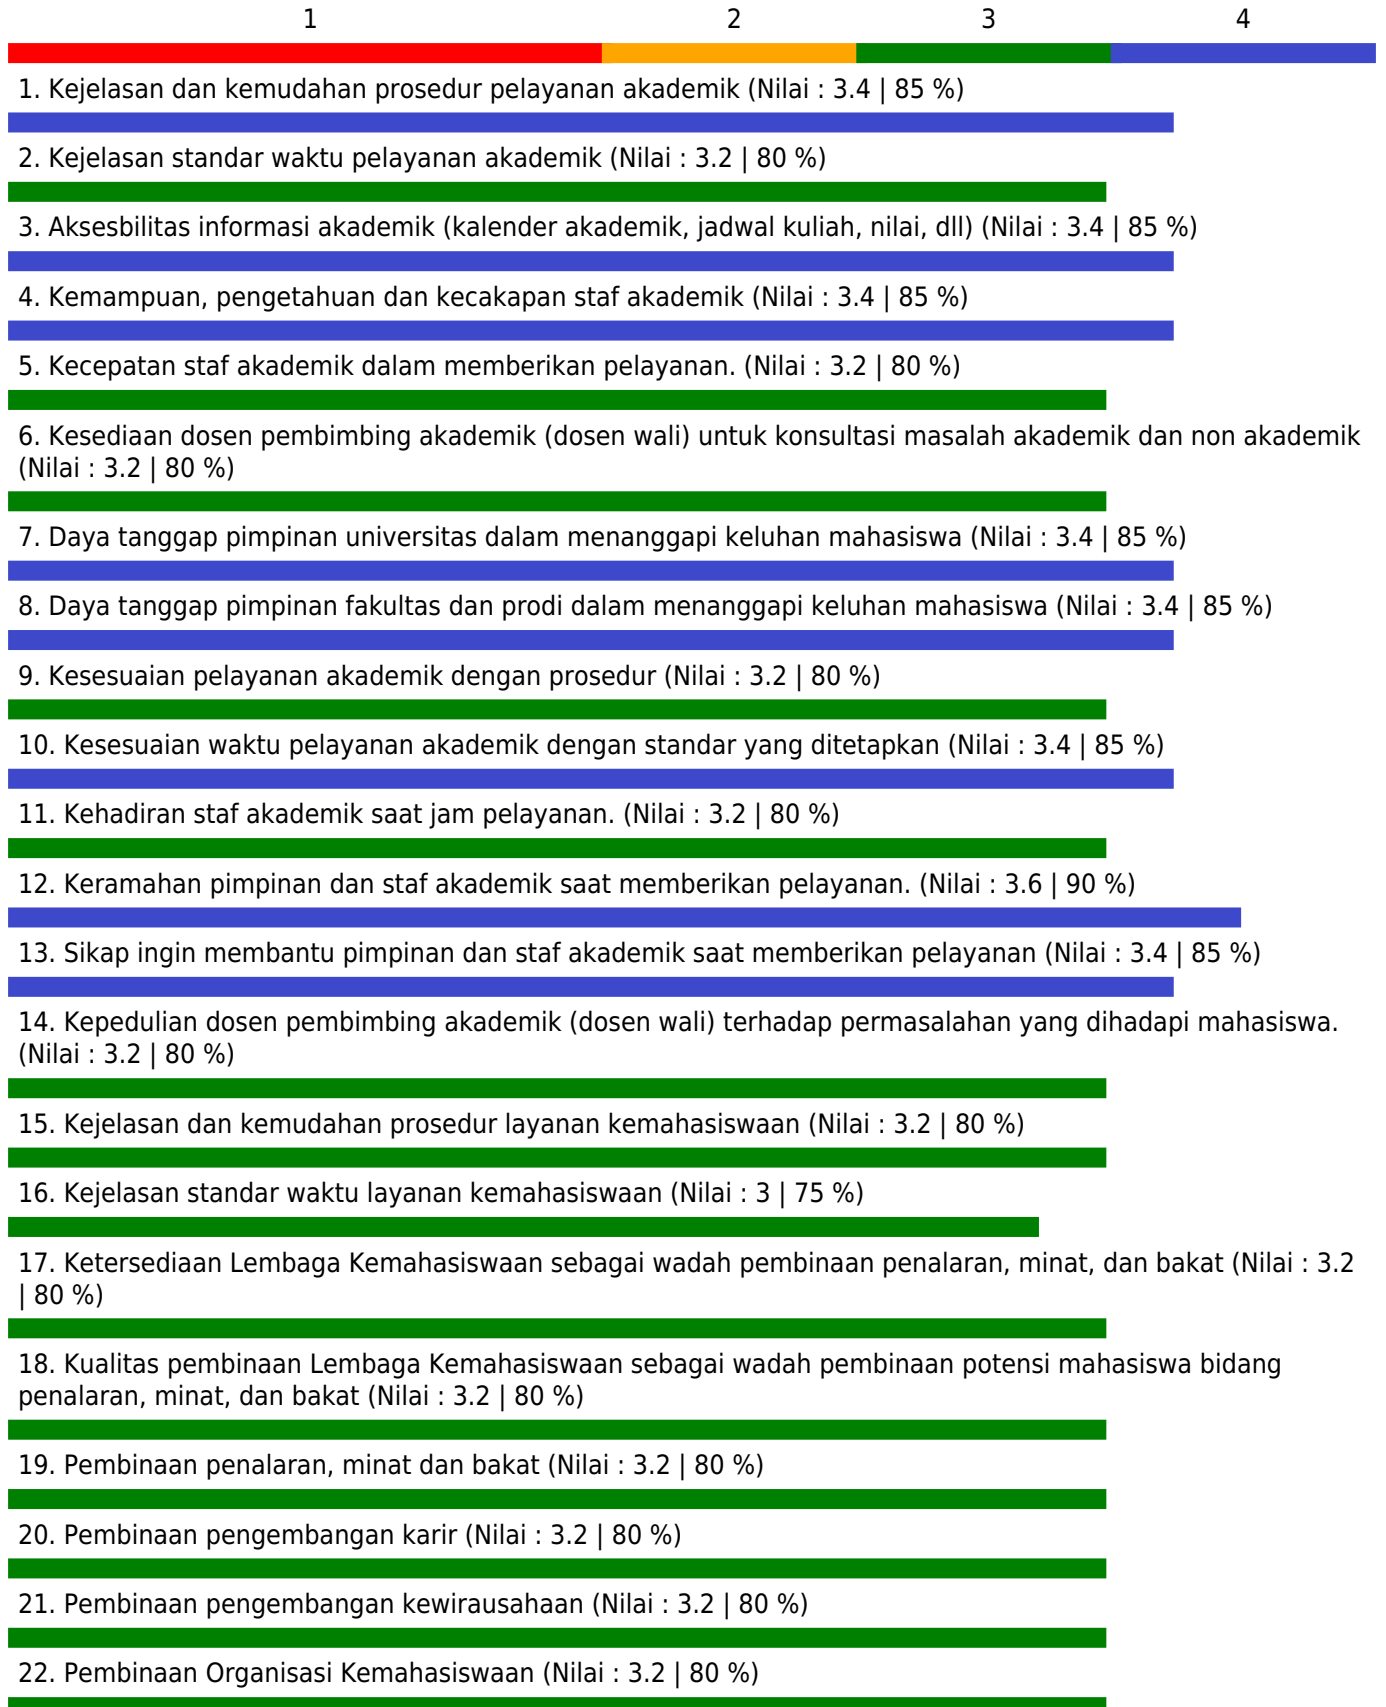 1 2 3 4
1. Kejelasan dan kemudahan prosedur pelayanan akademik (Nilai : 3.4 | 85 %)
2. Kejelasan standar waktu pelayanan akademik (Nilai : 3.2 | 80 %)
3. Aksesbilitas informasi akademik (kalender akademik, jadwal kuliah, nilai, dll) (Nilai : 3.4 | 85 %)
4. Kemampuan, pengetahuan dan kecakapan staf akademik (Nilai : 3.4 | 85 %)
5. Kecepatan staf akademik dalam memberikan pelayanan. (Nilai : 3.2 | 80 %)
6. Kesediaan dosen pembimbing akademik (dosen wali) untuk konsultasi masalah akademik dan non akademik
(Nilai : 3.2 | 80 %)
7. Daya tanggap pimpinan universitas dalam menanggapi keluhan mahasiswa (Nilai : 3.4 | 85 %)
8. Daya tanggap pimpinan fakultas dan prodi dalam menanggapi keluhan mahasiswa (Nilai : 3.4 | 85 %)
9. Kesesuaian pelayanan akademik dengan prosedur (Nilai : 3.2 | 80 %)
10. Kesesuaian waktu pelayanan akademik dengan standar yang ditetapkan (Nilai : 3.4 | 85 %)
11. Kehadiran staf akademik saat jam pelayanan. (Nilai : 3.2 | 80 %)
12. Keramahan pimpinan dan staf akademik saat memberikan pelayanan. (Nilai : 3.6 | 90 %)
13. Sikap ingin membantu pimpinan dan staf akademik saat memberikan pelayanan (Nilai : 3.4 | 85 %)
14. Kepedulian dosen pembimbing akademik (dosen wali) terhadap permasalahan yang dihadapi mahasiswa.
(Nilai : 3.2 | 80 %)
15. Kejelasan dan kemudahan prosedur layanan kemahasiswaan (Nilai : 3.2 | 80 %)
16. Kejelasan standar waktu layanan kemahasiswaan (Nilai : 3 | 75 %)
17. Ketersediaan Lembaga Kemahasiswaan sebagai wadah pembinaan penalaran, minat, dan bakat (Nilai : 3.2
| 80 %)
18. Kualitas pembinaan Lembaga Kemahasiswaan sebagai wadah pembinaan potensi mahasiswa bidang
penalaran, minat, dan bakat (Nilai : 3.2 | 80 %)
19. Pembinaan penalaran, minat dan bakat (Nilai : 3.2 | 80 %)
20. Pembinaan pengembangan karir (Nilai : 3.2 | 80 %)
21. Pembinaan pengembangan kewirausahaan (Nilai : 3.2 | 80 %)
22. Pembinaan Organisasi Kemahasiswaan (Nilai : 3.2 | 80 %)